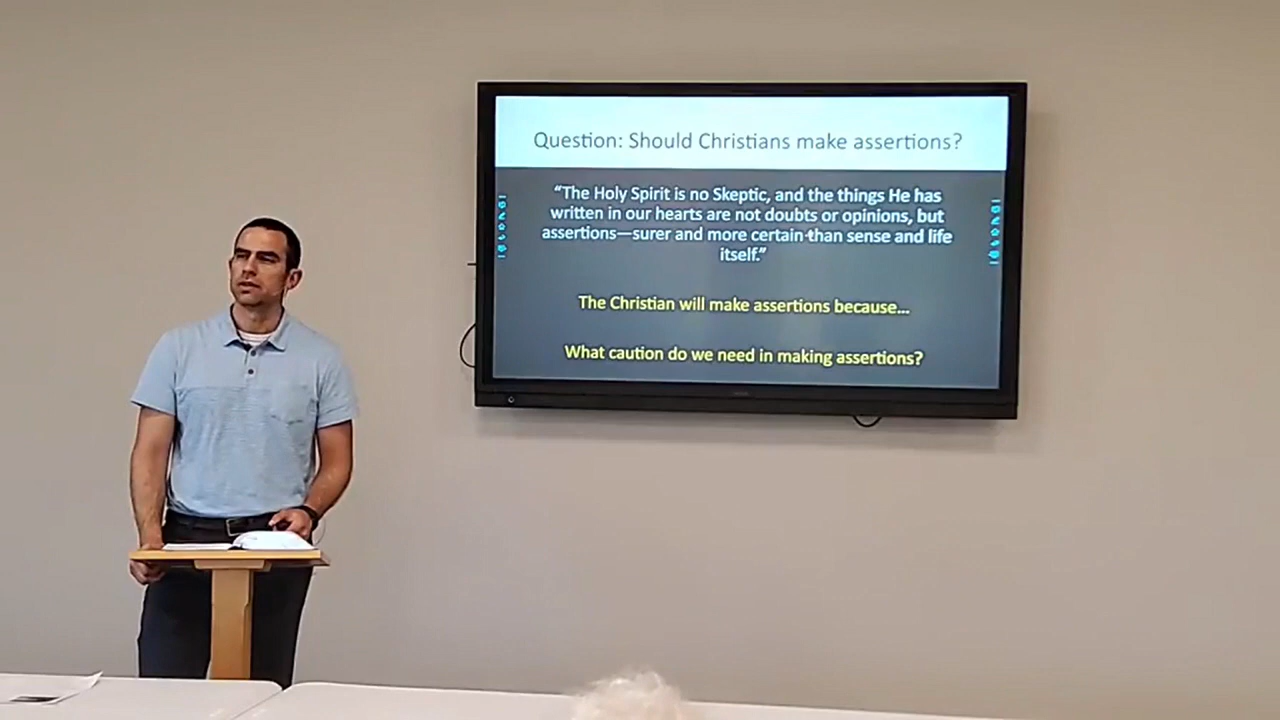 Question: Should Christians make assertions?
“The Holy Spirit is no Skeptic, and the things He has
written in our hearts are not doubts or opinions, but
assertions—surer and more certain than sense and life
itself.”
The Christian will make assertions because...
What caution do we need in making assertions?